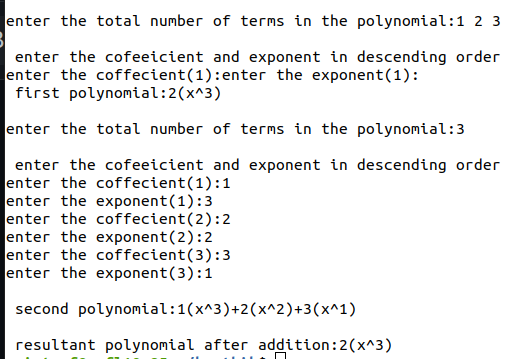 enter the total number of terms in the polynomial:1 2 3
enter the cofeeicient and exponent in descending order
enter the coffecient(1):enter the exponent(1):
first polynomial:2(x^3)
enter the total number of terms in the polynomial:3
enter the cofeeicient and exponent in descending order
enter the coffecient(1):1
enter the exponent(1):3
enter the coffecient(2):2
enter the exponent(2):2
enter the coffecient(3):3
enter the exponent(3):1
second polynomial:1(x^3)+2(x^2)+3(x^1)
resultant polynomial after addition:2(x^3)